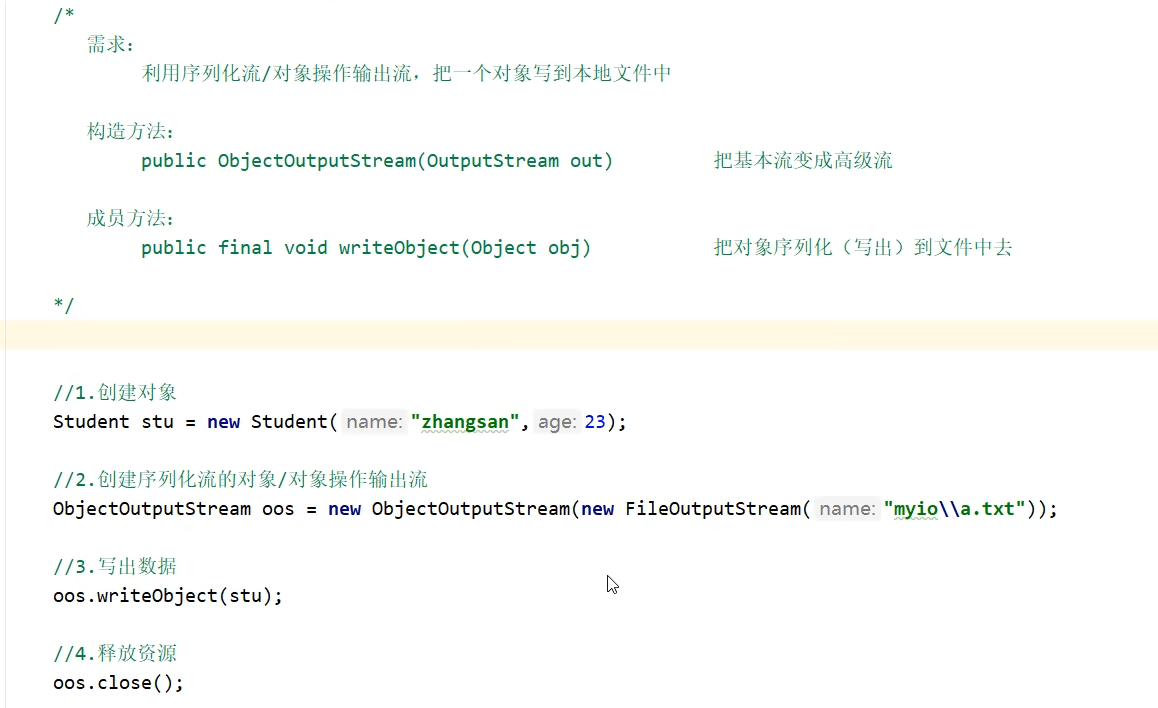 /*
需求：
利用序列化流/对象操作输出流，把一个对象写到本地文件中
构造方法：
public ObjectOutputStream(OutputStream out) 把基本流变成高级流
成员方法：
public final void writeObject(Object obj) 把对象序列化（写出）到文件中去
*/
//1.创建对象
Student stu = new Student( name: "zhangsan", age: 23);
//2.创建序列化流的对象/对象操作输出流
ObjectOutputStream oos = new ObjectOutputStream(new FileOutputStream( name: "myio\\a.txt"));
//3.写出数据
oos.writeObject(stu);
//4.释放资源
oos.close();